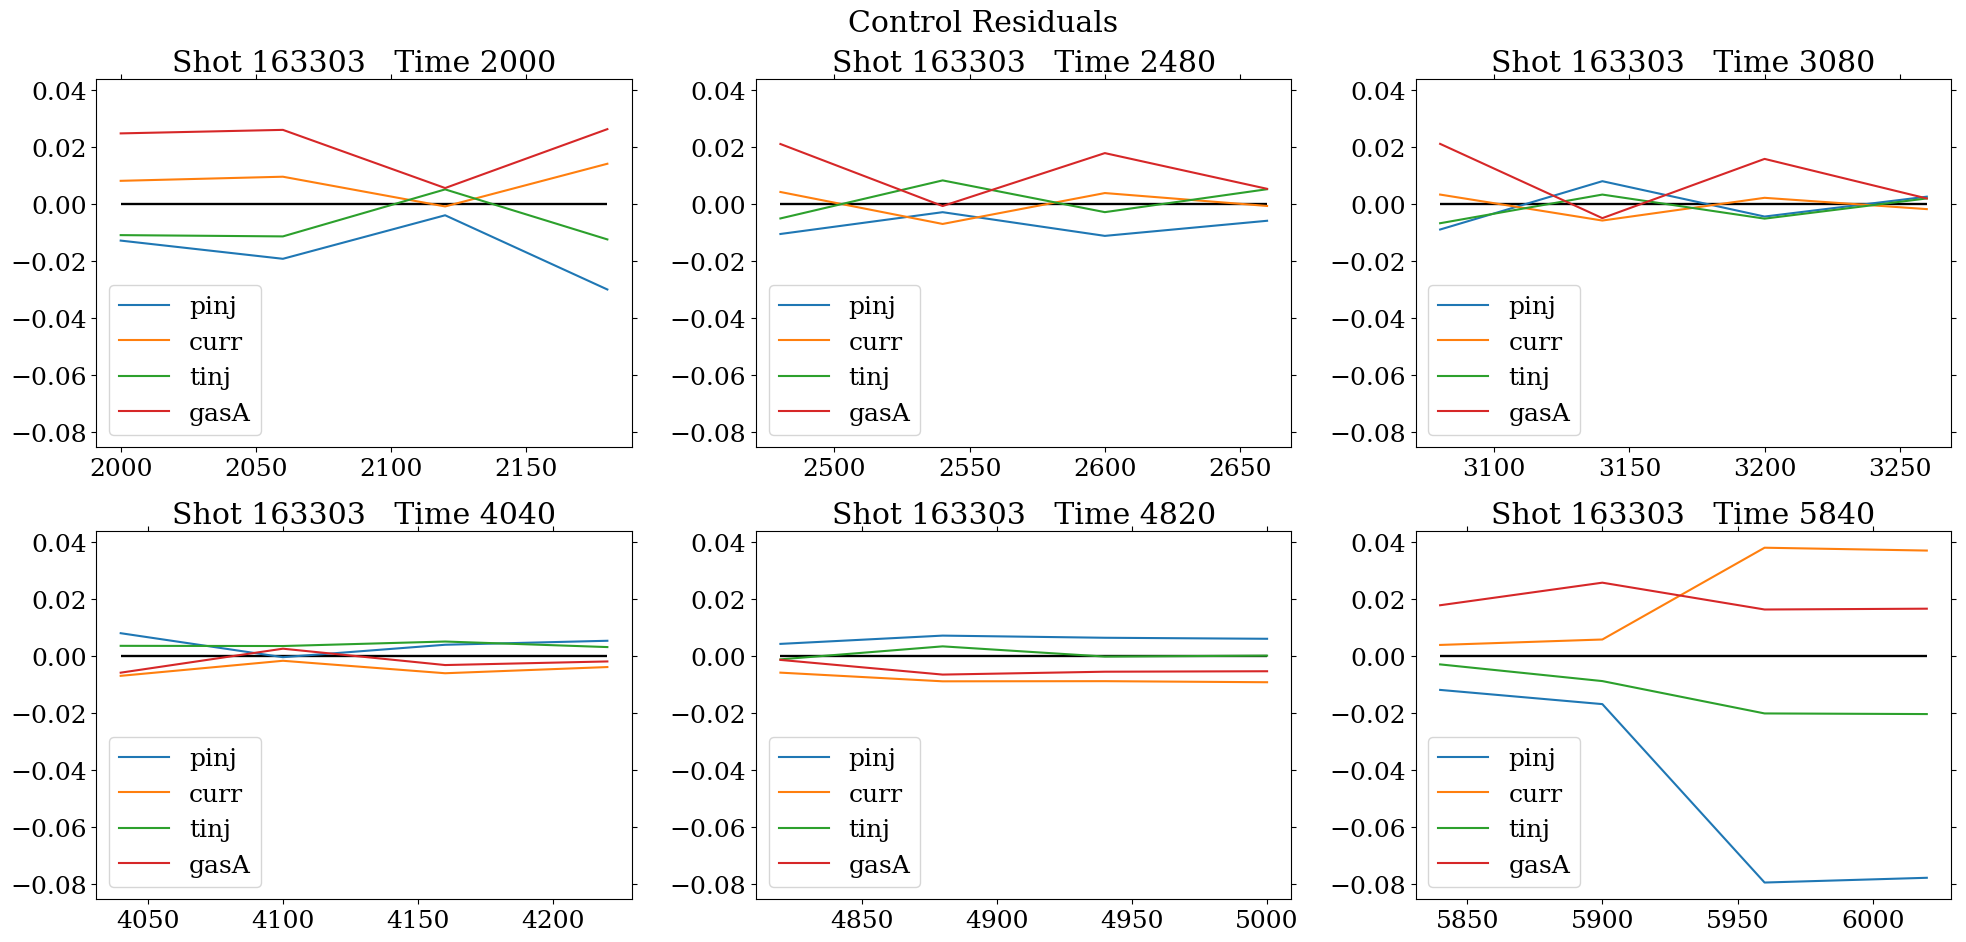 Control Residuals
Shot 163303   Time 2000
0.04
0.02
0.00
−0.02
−0.04
−0.06
−0.08
pinj
curr
tinj
gasA
2000 2050 2100 2150
Shot 163303   Time 2480
0.04
0.02
0.00
−0.02
−0.04
−0.06
−0.08
pinj
curr
tinj
gasA
2500 2550 2600 2650
Shot 163303   Time 3080
0.04
0.02
0.00
−0.02
−0.04
−0.06
−0.08
pinj
curr
tinj
gasA
3100 3150 3200 3250
Shot 163303   Time 4040
0.04
0.02
0.00
−0.02
−0.04
−0.06
−0.08
pinj
curr
tinj
gasA
4050 4100 4150 4200
Shot 163303   Time 4820
0.04
0.02
0.00
−0.02
−0.04
−0.06
−0.08
pinj
curr
tinj
gasA
4850 4900 4950 5000
Shot 163303   Time 5840
0.04
0.02
0.00
−0.02
−0.04
−0.06
−0.08
pinj
curr
tinj
gasA
5850 5900 5950 6000